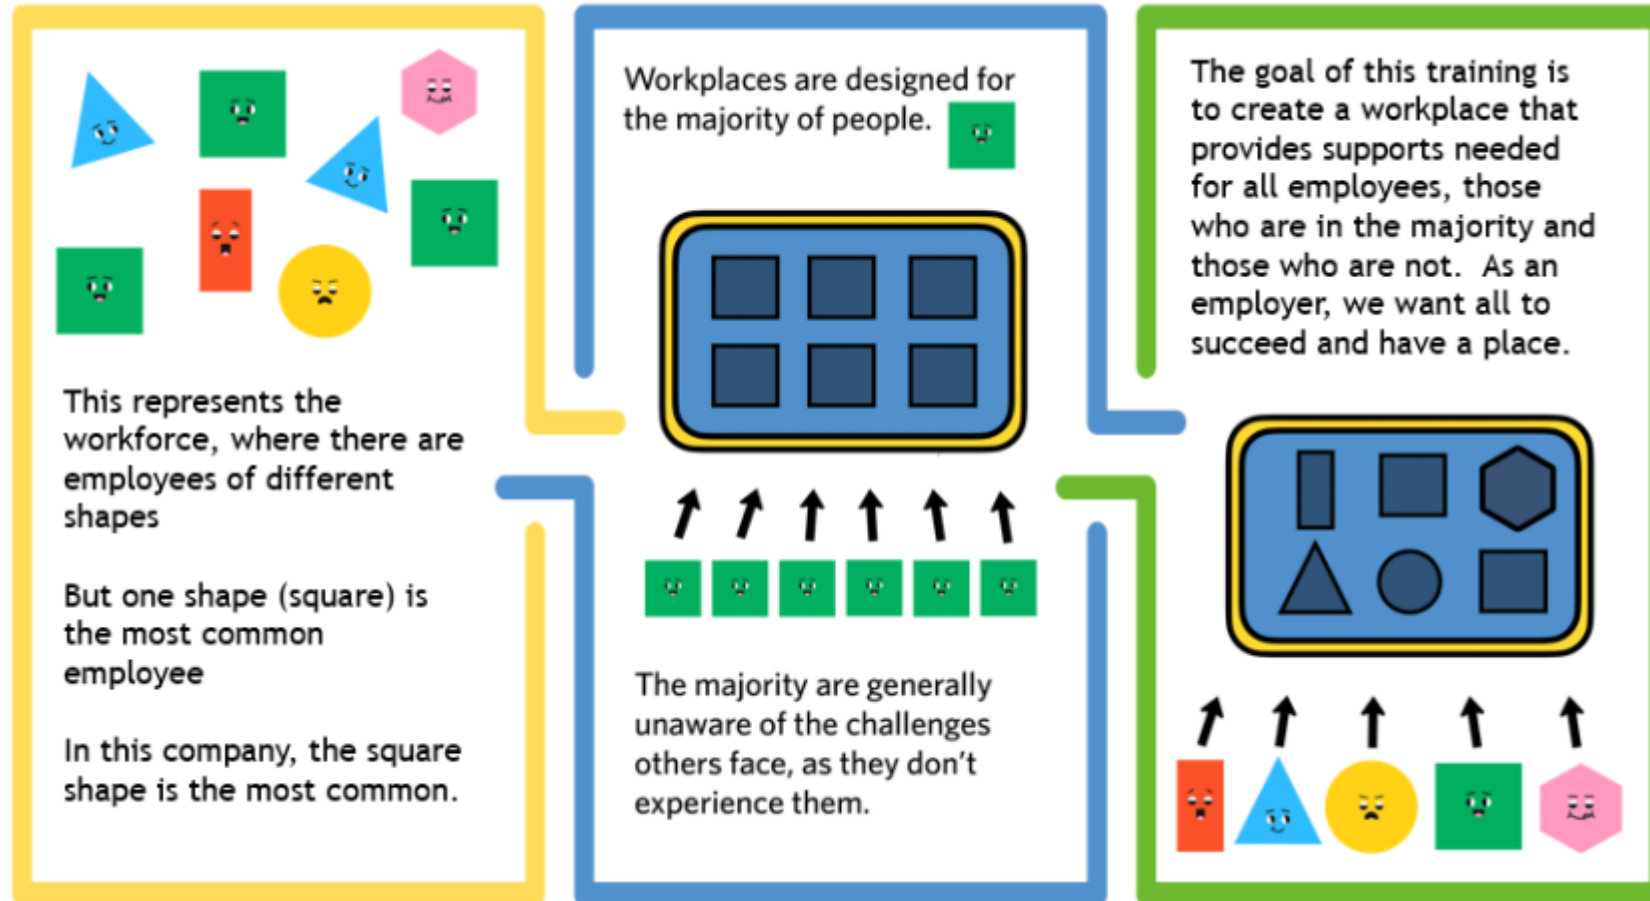 This represents the
workforce, where there are
employees of different
shapes
But one shape (square) is
the most common
employee
In this company, the square
shape is the most common.
Workplaces are designed for
the majority of people.
The majority are generally
unaware of the challenges
others face, as they don't
experience them.
The goal of this training is
to create a workplace that
provides supports needed
for all employees, those
who are in the majority and
those who are not.  As an
employer, we want all to
succeed and have a place.